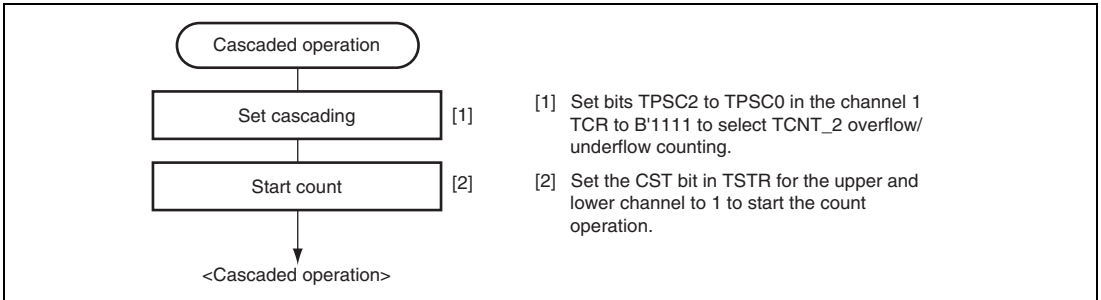 Cascaded operation
Set cascading
[1]
Start count
[2]
<Cascaded operation>
[1] Set bits TPSC2 to TPSC0 in the channel 1
TCR to B'1111 to select TCNT_2 overflow/
underflow counting.
[2] Set the CST bit in TSTR for the upper and
lower channel to 1 to start the count
operation.